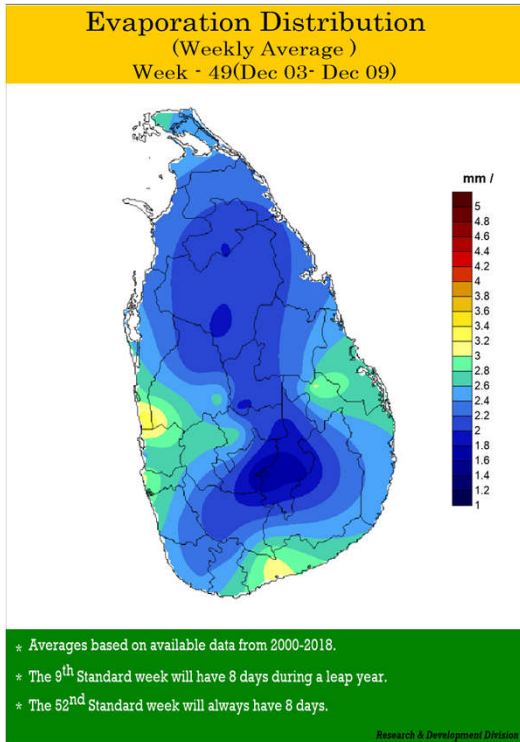 Evaporation Distribution
(Weekly Average )
Week - 49(Dec 03- Dec 09)
mm /
5
4.8
4.6
4.4
4.2
4
3.8
3.6
3.4
3.2
3
2.8
2.6
2.4
2.2
2
1.8
1.6
1.4
1.2
1
* Averages based on available data from 2000-2018.
* The 9th Standard week will have 8 days during a leap year.
* The 52nd Standard week will always have 8 days.
Research & Development Division